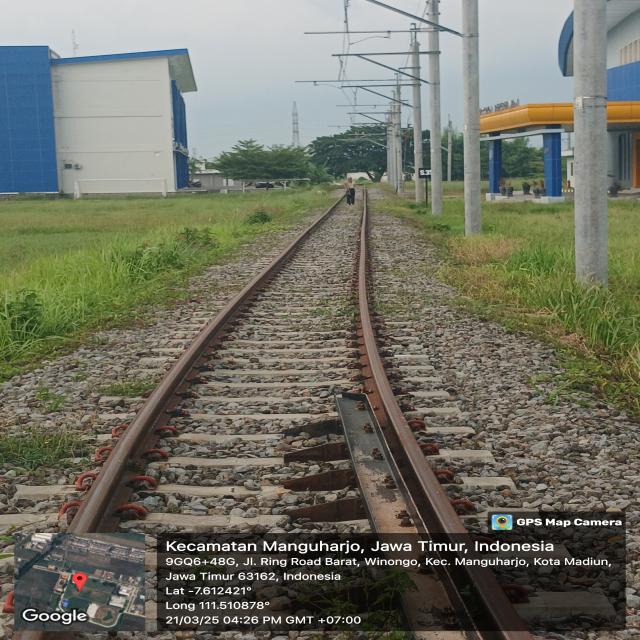 GPS Map Camera
Kecamatan Manguharjo, Jawa Timur, Indonesia
9GQ6+48G, Jl. Ring Road Barat, Winongo, Kec. Manguharjo, Kota Madiun,
Jawa Timur 63162, Indonesia
Lat -7.612421°
Long 111.510878°
21/03/25 04:26 PM GMT +07:00
Google